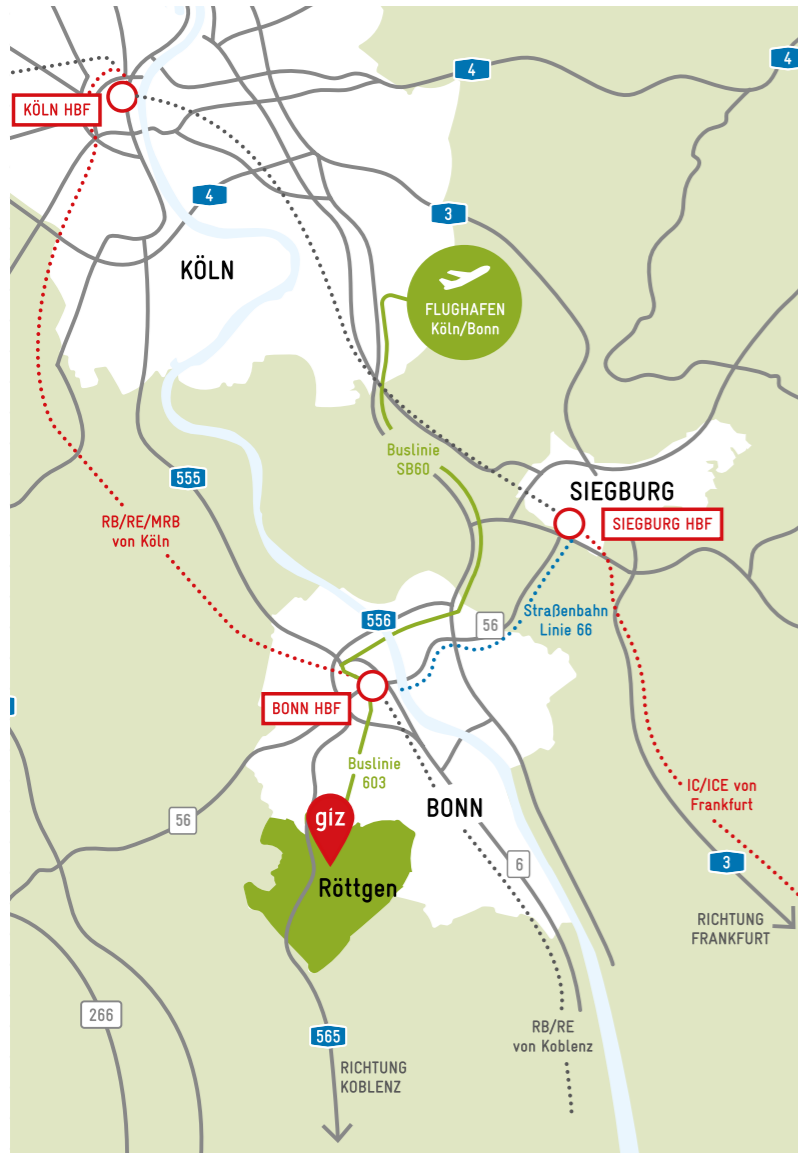 4
4
KÖLN HBF
4
3
KÖLN
FLUGHAFEN
Köln/Bonn
Buslinie
SB60
555
SIEGBURG
RB/RE/MRB
von Köln
SIEGBURG HBF
Straßenbahn
Linie 66
556
56
BONN HBF
Buslinie
603
IC/ICE von
Frankfurt
BONN
giz
56
6
3
Röttgen
RICHTUNG
FRANKFURT
266
565
RB/RE
von Koblenz
RICHTUNG
KOBLENZ